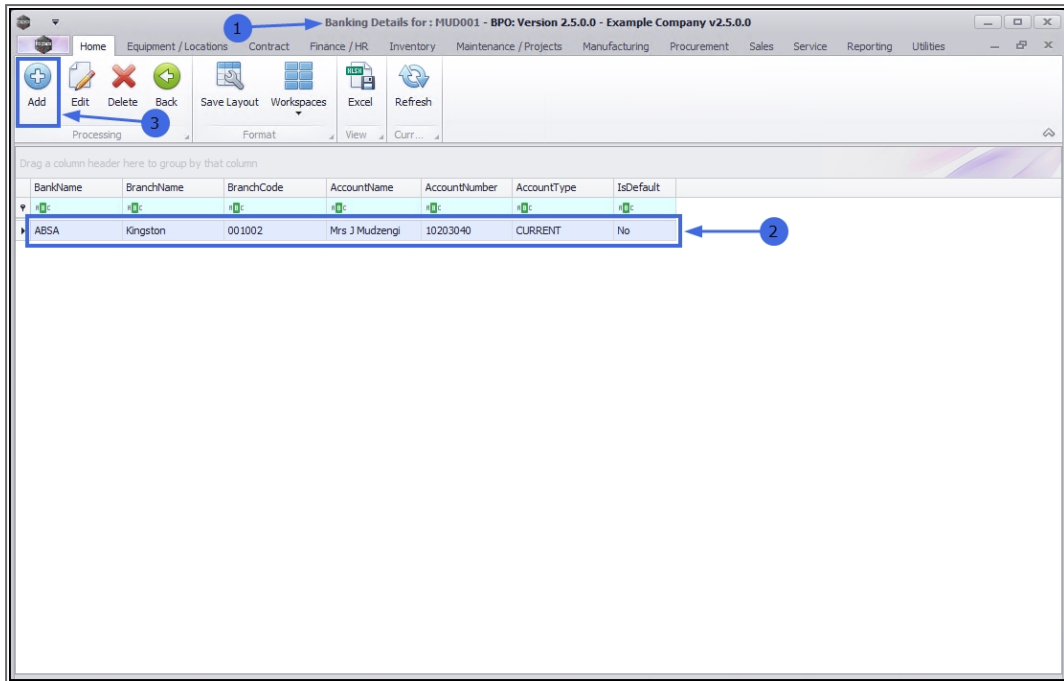 1
Banking Details for : MUD001 - BPO: Version 2.5.0.0 - Example Company v2.5.0.0
Home Equipment / Locations Contract Finance / HR Inventory Maintenance / Projects Manufacturing Procurement Sales Service Reporting Utilities
XLSX
Add Edit Delete Back Save Layout Workspaces Excel Refresh
3
Processing Format View Curr...
Drag a column header here to group by that column
BankName BranchName BranchCode AccountName AccountNumber AccountType IsDefault
ABSA Kingston 001002 Mrs J Mudzengi 10203040 CURRENT No
2